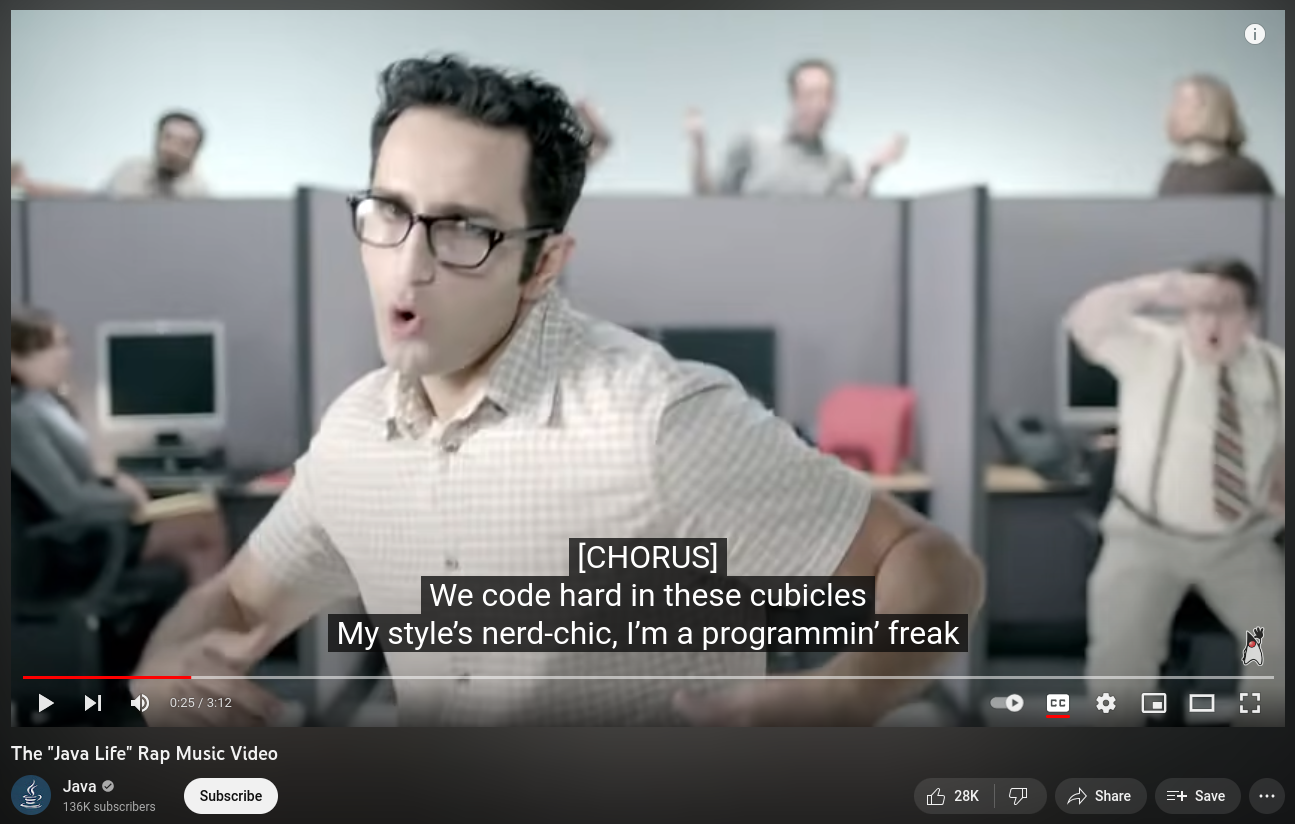 [CHORUS]
We code hard in these cubicles
My style’s nerd-chic, I’m a programmin’ freak
0:25 / 3:12
CC
The "Java Life" Rap Music Video
Java
136K subscribers
Subscribe
28K
Share
Save